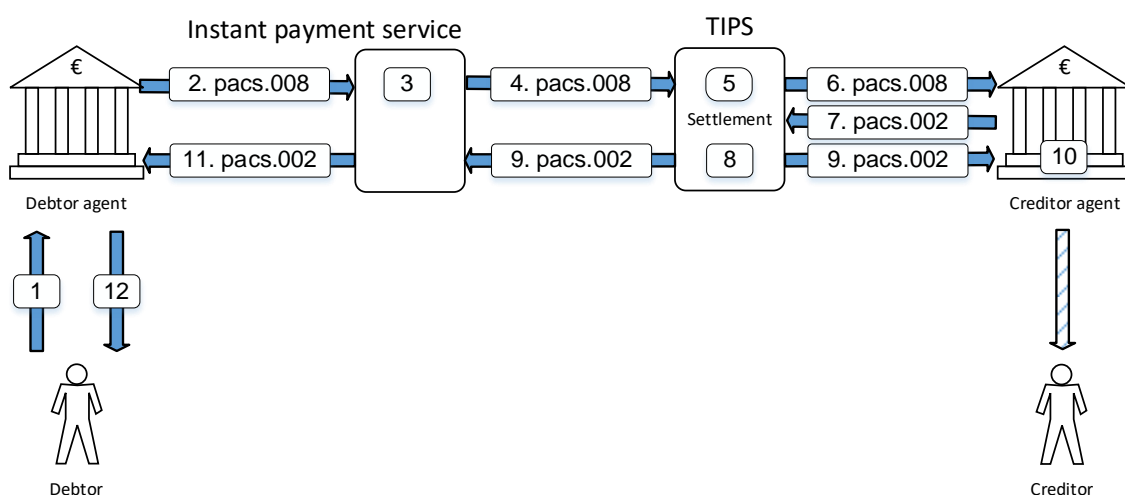 Instant payment service
TIPS
€
2. pacs.008
3
4. pacs.008
5
6. pacs.008
€
Settlement
7. pacs.002
11. pacs.002
9. pacs.002
8
9. pacs.002
10
Debtor agent
Creditor agent
1
12
Debtor
Creditor